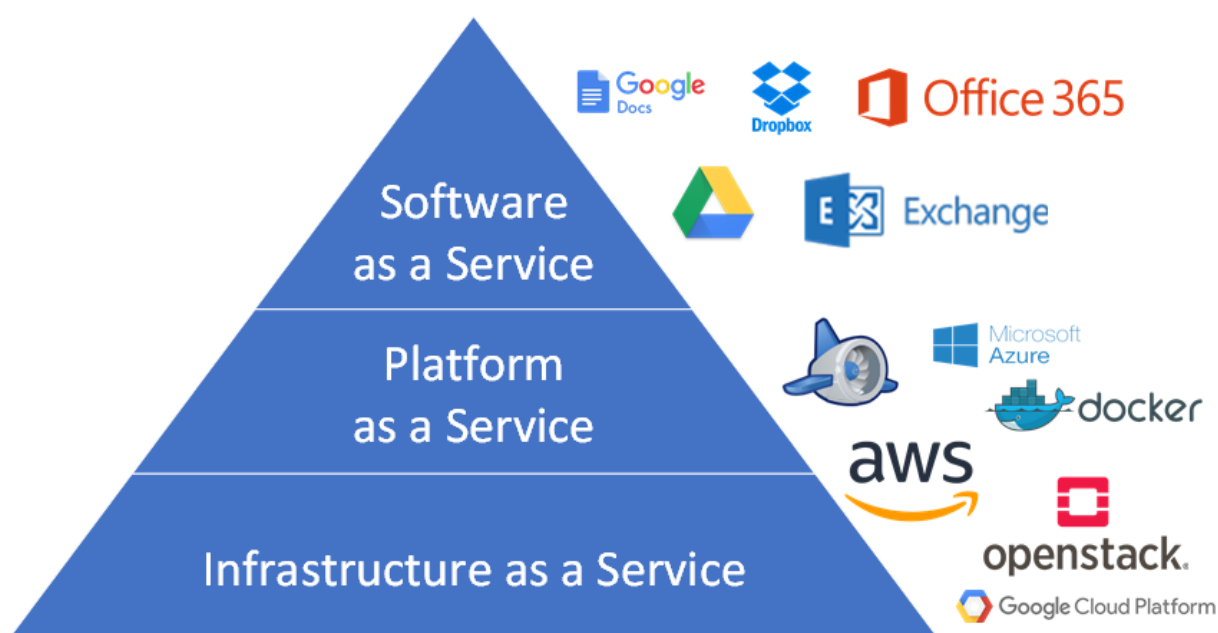 Google
Docs
Dropbox
Office 365
Software
as a Service
E
Exchange
Platform
as a Service
Microsoft
Azure
docker
aws
openstack.
Infrastructure as a Service
Google Cloud Platform